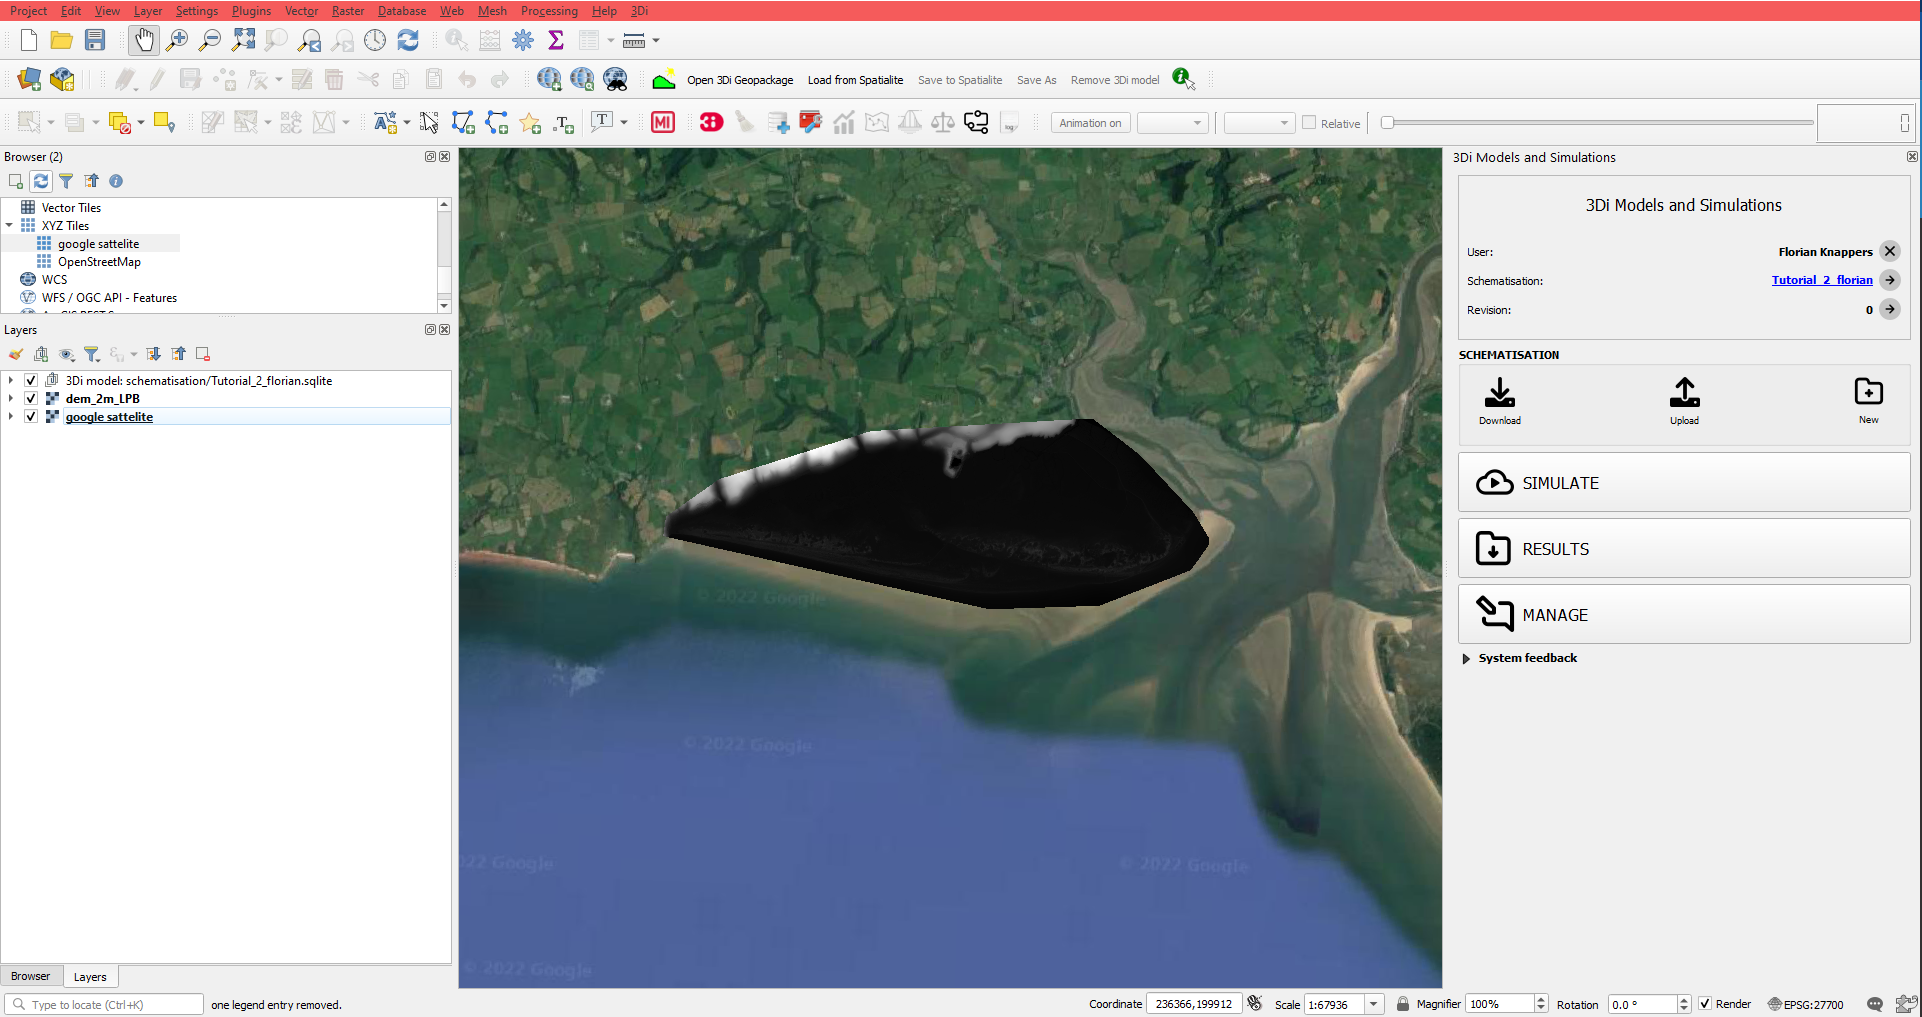 Project Edit View Layer Settings Plugins Vector Raster Database Web Mesh Processing Help 3Di
Open 3Di Geopackage Load from Spatialite Save to Spatialite Save As Remove 3Di model
MI 3i log Animation on Relative
Browser (2)
Vector Tiles
XYZ Tiles
google sattelite
OpenStreetMap
WCS
WFS / OGC API - Features
Layers
3Di model: schematisation/Tutorial_2_florian.sqlite
dem_2m_LPB
google sattelite
Browser Layers
© 2022 Google
© 2022 Google
022 Google
© 2022 Google
© 2022 Google
3Di Models and Simulations
3Di Models and Simulations
User: Florian Knappers
Schematisation: Tutorial_2_florian
Revision: 0
SCHEMATISATION
Download Upload New
SIMULATE
RESULTS
MANAGE
System feedback
Type to locate (Ctrl+K) one legend entry removed. Coordinate 236366,199912 Scale 1:67936 Magnifier 100% Rotation 0.0 ° Render EPSG:27700